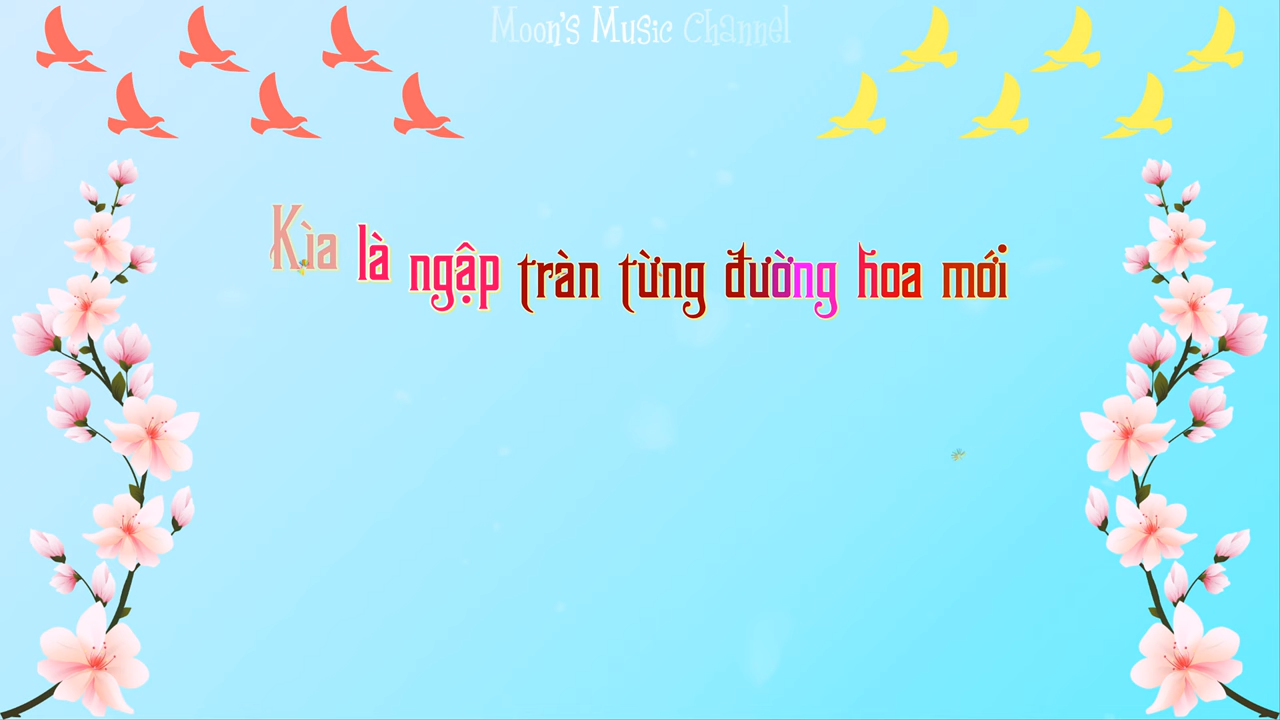 Moon's Music Channel
Kìa là ngập tràn từng đường hoa mới